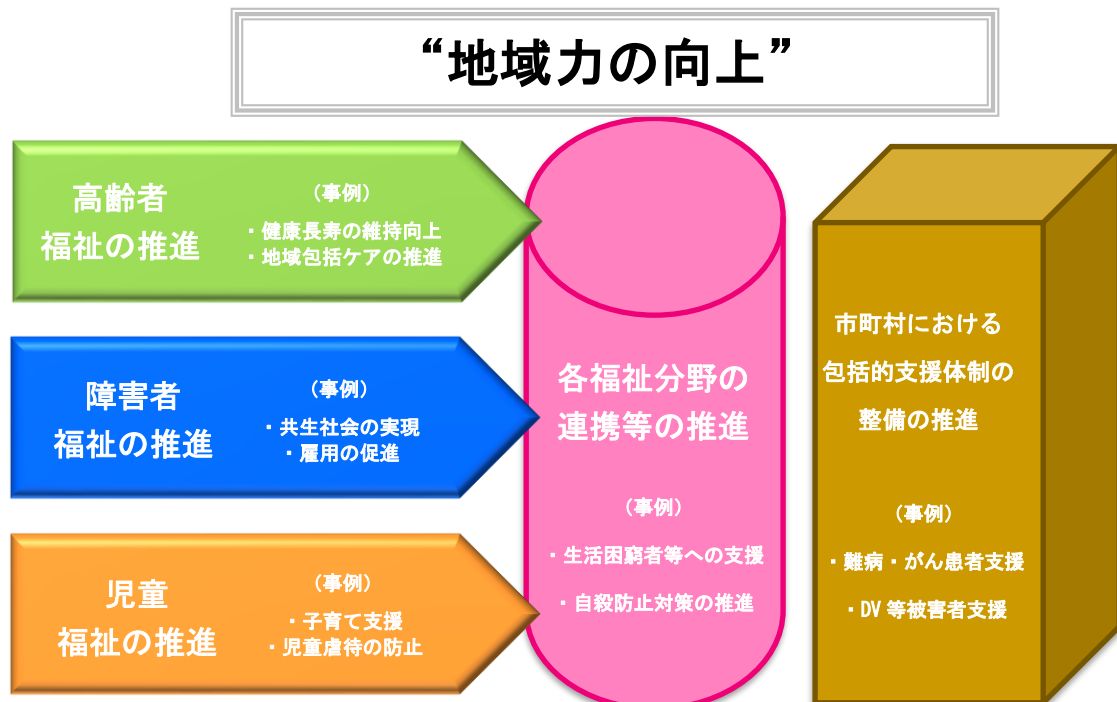 “地域力の向上”
高齢者
福祉の推進
（事例）
・健康長寿の維持向上
・地域包括ケアの推進
障害者
福祉の推進
（事例）
・共生社会の実現
・雇用の促進
児童
福祉の推進
（事例）
・子育て支援
・児童虐待の防止
各福祉分野の
連携等の推進
（事例）
・生活困窮者等への支援
・自殺防止対策の推進
市町村における
包括的支援体制の
整備の推進
（事例）
・難病・がん患者支援
・DV等被害者支援